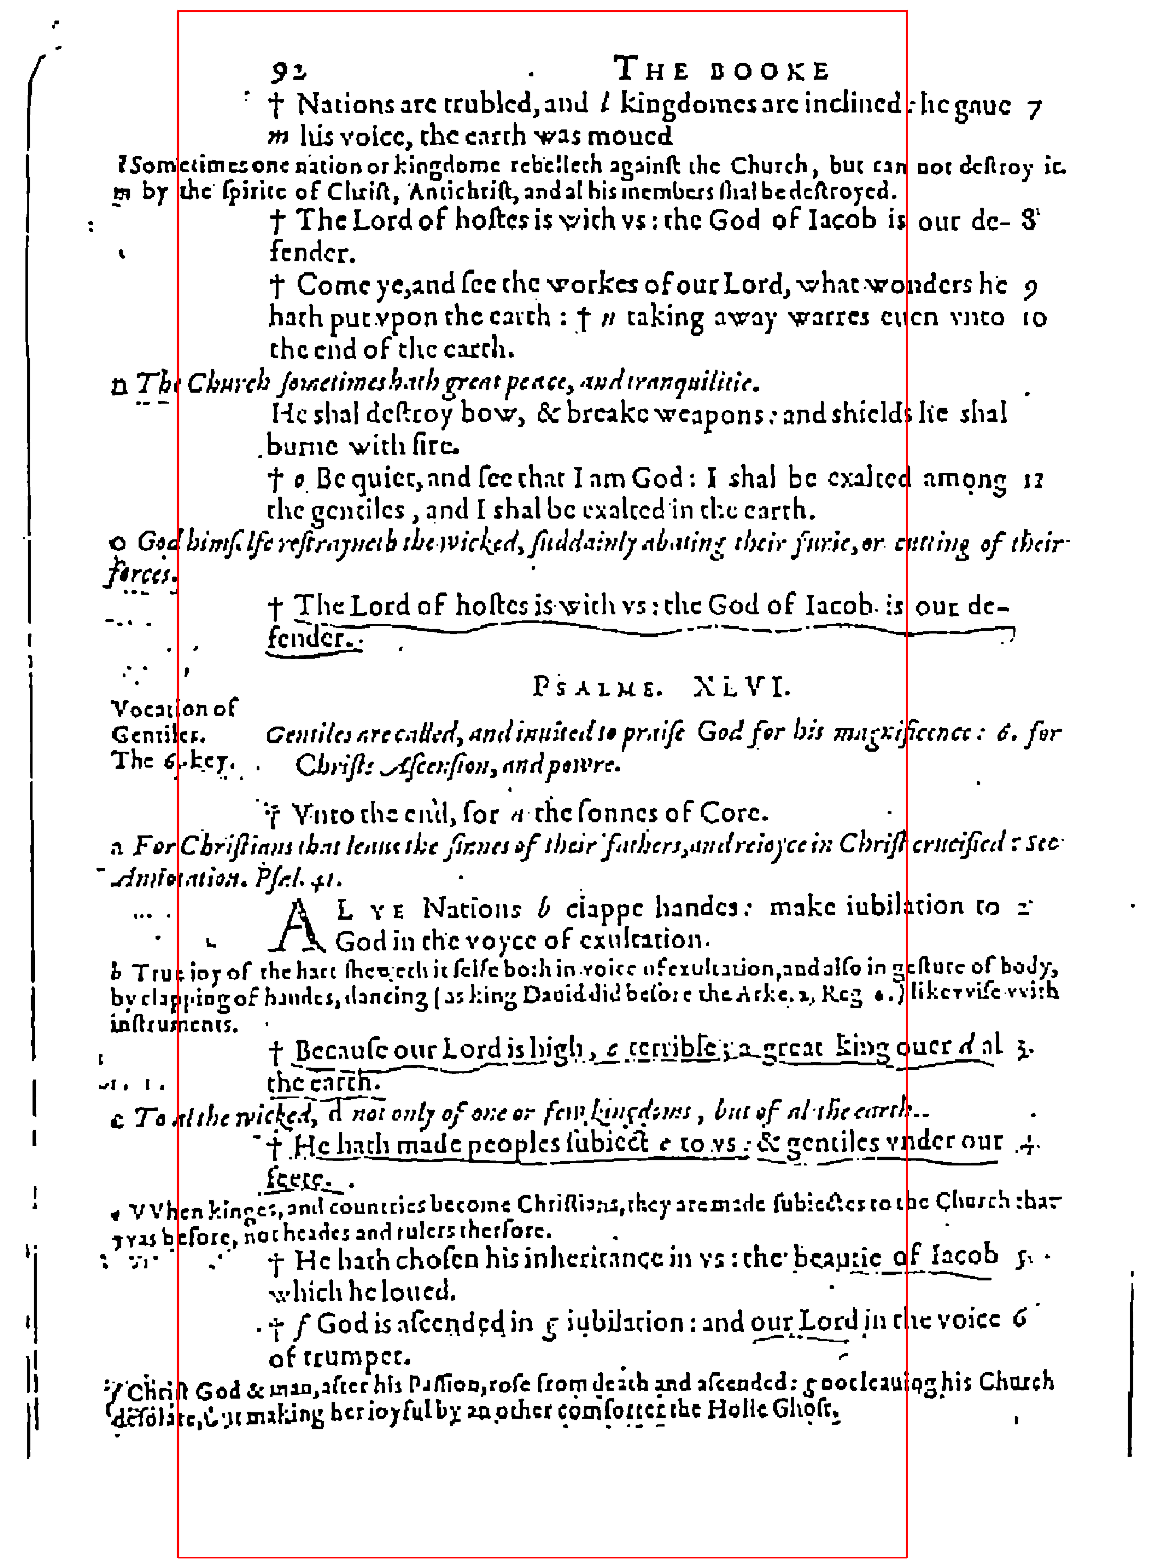 92 THE BOOKE
† Nations are trubled, and l kingdomes are inclined: he gaue 7
m his voice, the earth was moued
l Sometimes one nation or kingdome rebelleth againſt the Church, but can not deſtroy it.
m by the ſpirite of Chriſt, Antichriſt, and al his members ſhal be deſtroyed.
† The Lord of hoſtes is with vs: the God of Iacob is our de- 8
fender.
† Come ye, and ſee the workes of our Lord, what wonders he 9
hath put vpon the earth: † n taking away warres euen vnto 10
the end of the earth.
n The Church ſometimes hath great peace, and tranquilitie.
He shal deſtroy bow, & breake weapons: and shields he shal
burne with fire.
† o Be quiet, and ſee that I am God: I shal be exalted among 11
the gentiles, and I shal be exalted in the earth.
o God himſelfe reſtrayneth the wicked, ſuddainly abating their furie, or cutting of their
forces.
† The Lord of hoſtes is with vs: the God of Iacob is our de-
fender.
PSALME. XLVI.
Vocation of
Gentiles.
The 6. key.
Gentiles are called, and inuited to praiſe God for his magnificence: 6. for
Chriſts Aſcenſion, and powre.
† Vnto the end, for a the ſonnes of Core.
a For Chriſtians that leaue the ſinnes of their fathers, and reioyce in Chriſt crucified: see
Annotation. Pſal. 41.
AL YE Nations b clappe handes: make iubilation to 2
God in the voyce of exultation.
b True ioy of the hart ſheweth it ſelfe both in voice of exultation, and alſo in geſture of body,
by clapping of handes, dancing (as king Dauid did before the Arke. 2, Reg 6.) likewiſe with
inſtruments.
† Becauſe our Lord is high, c terrible: a great king ouer d al 3.
the earth.
c To al the wicked, d not only of one or few kingdoms, but of al the earth.
† He hath made peoples ſubiect e to vs: & gentiles vnder our 4.
feete.
e VVhen kinges, and countries become Chriſtians, they are made ſubiectes to the Church that
vvas before, not heades and rulers therfore.
† He hath choſen his inheritance in vs: the beautie of Iacob 5.
which he loued.
† f God is aſcended in g iubilation: and our Lord in the voice 6
of trumpet.
f Chriſt God & man, after his Paſſion, roſe from death and aſcended: g not leauing his Church
deſolate, but making her ioyful by an other comforter the Holie Ghoſt.